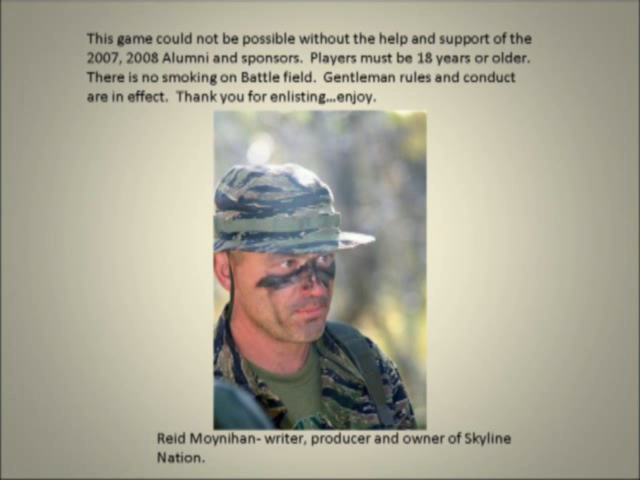 This game could not be possible without the help and support of the
2007, 2008 Alumni and sponsors.  Players must be 18 years or older.
There is no smoking on Battle field.  Gentleman rules and conduct
are in effect.  Thank you for enlisting…enjoy.
Reid Moynihan- writer, producer and owner of Skyline
Nation.